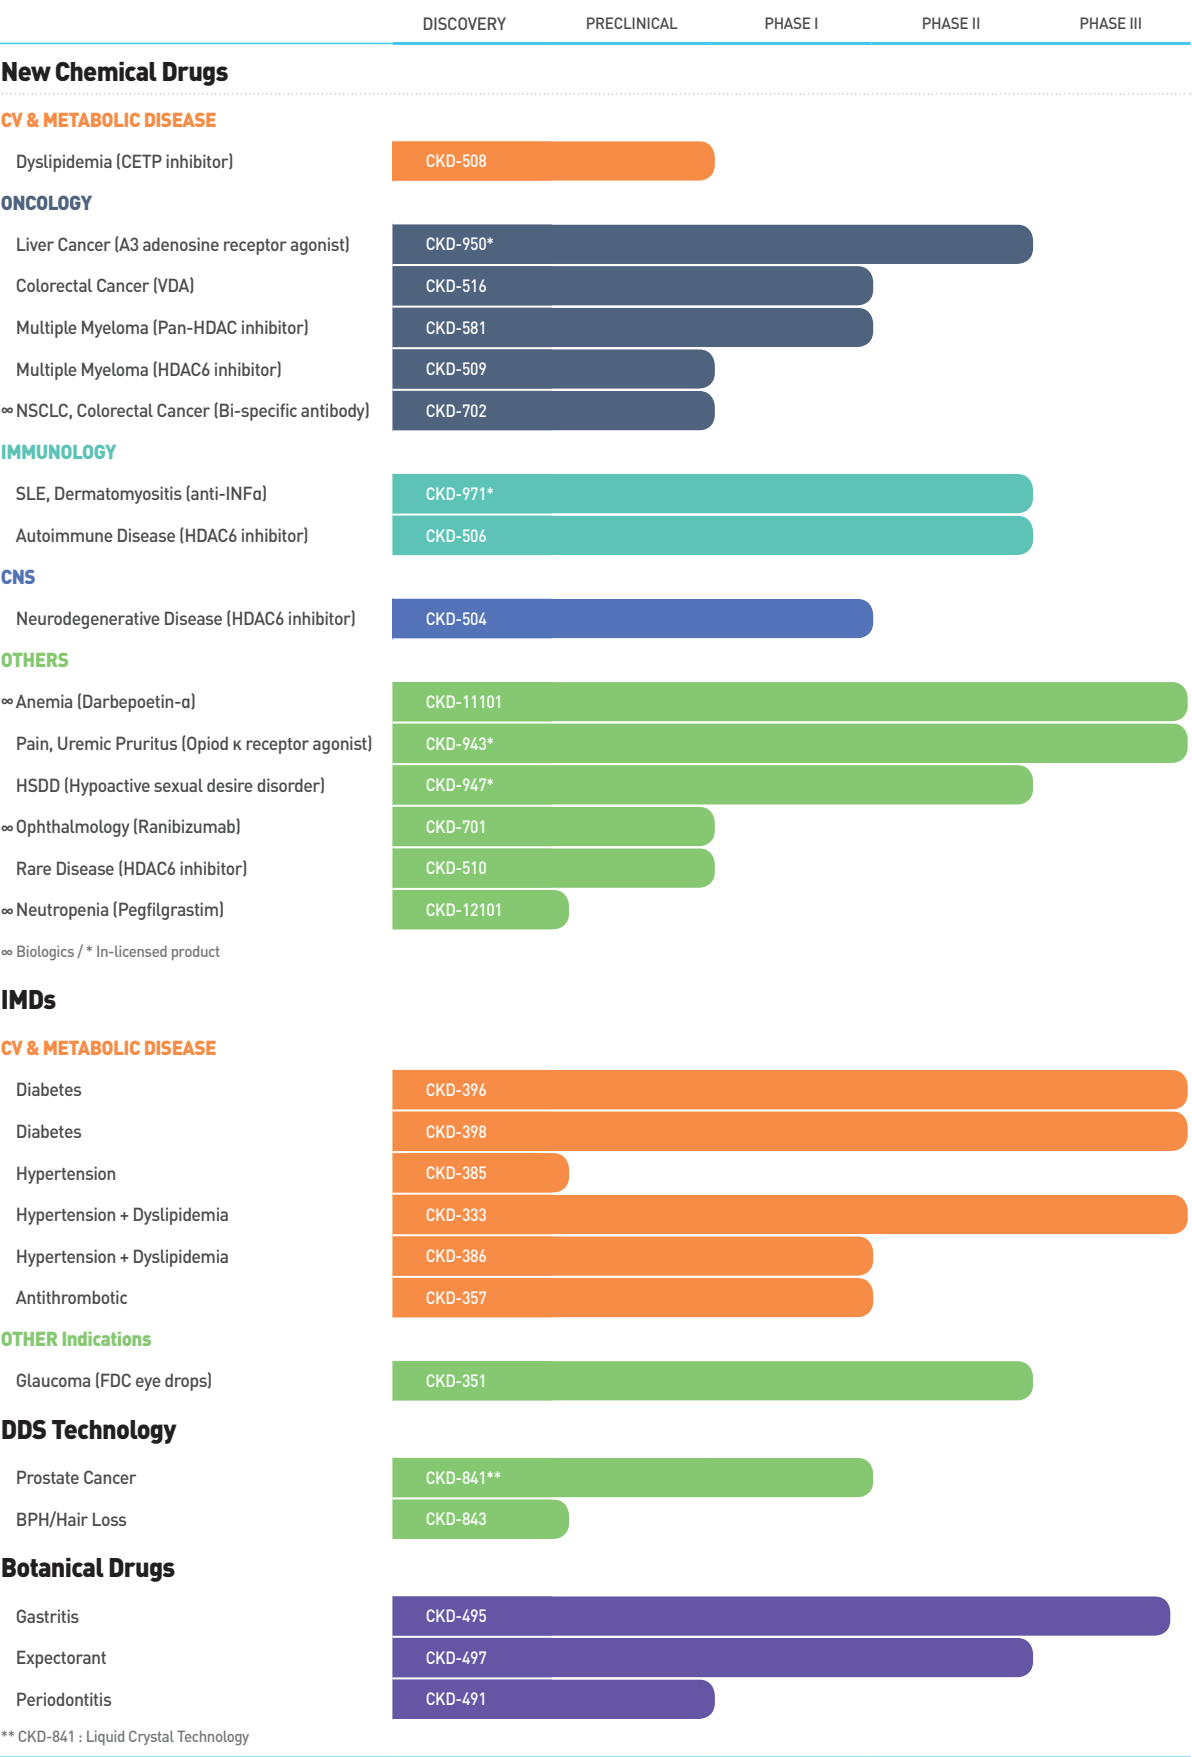 DISCOVERY PRECLINICAL PHASE I PHASE II PHASE III
New Chemical Drugs
CV & METABOLIC DISEASE
Dyslipidemia (CETP inhibitor) CKD-508
ONCOLOGY
Liver Cancer (A3 adenosine receptor agonist) CKD-950*
Colorectal Cancer (VDA) CKD-516
Multiple Myeloma (Pan-HDAC inhibitor) CKD-581
Multiple Myeloma (HDAC6 inhibitor) CKD-509
∞ NSCLC, Colorectal Cancer (Bi-specific antibody) CKD-702
IMMUNOLOGY
SLE, Dermatomyositis (anti-INFα) CKD-971*
Autoimmune Disease (HDAC6 inhibitor) CKD-506
CNS
Neurodegenerative Disease (HDAC6 inhibitor) CKD-504
OTHERS
∞ Anemia (Darbepoetin-α) CKD-11101
Pain, Uremic Pruritus (Opiod κ receptor agonist) CKD-943*
HSDD (Hypoactive sexual desire disorder) CKD-947*
∞ Ophthalmology (Ranibizumab) CKD-701
Rare Disease (HDAC6 inhibitor) CKD-510
∞ Neutropenia (Pegfilgrastim) CKD-12101
∞ Biologics / * In-licensed product
IMDs
CV & METABOLIC DISEASE
Diabetes CKD-396
Diabetes CKD-398
Hypertension CKD-385
Hypertension + Dyslipidemia CKD-333
Hypertension + Dyslipidemia CKD-386
Antithrombotic CKD-357
OTHER Indications
Glaucoma (FDC eye drops) CKD-351
DDS Technology
Prostate Cancer CKD-841**
BPH/Hair Loss CKD-843
Botanical Drugs
Gastritis CKD-495
Expectorant CKD-497
Periodontitis CKD-491
** CKD-841 : Liquid Crystal Technology